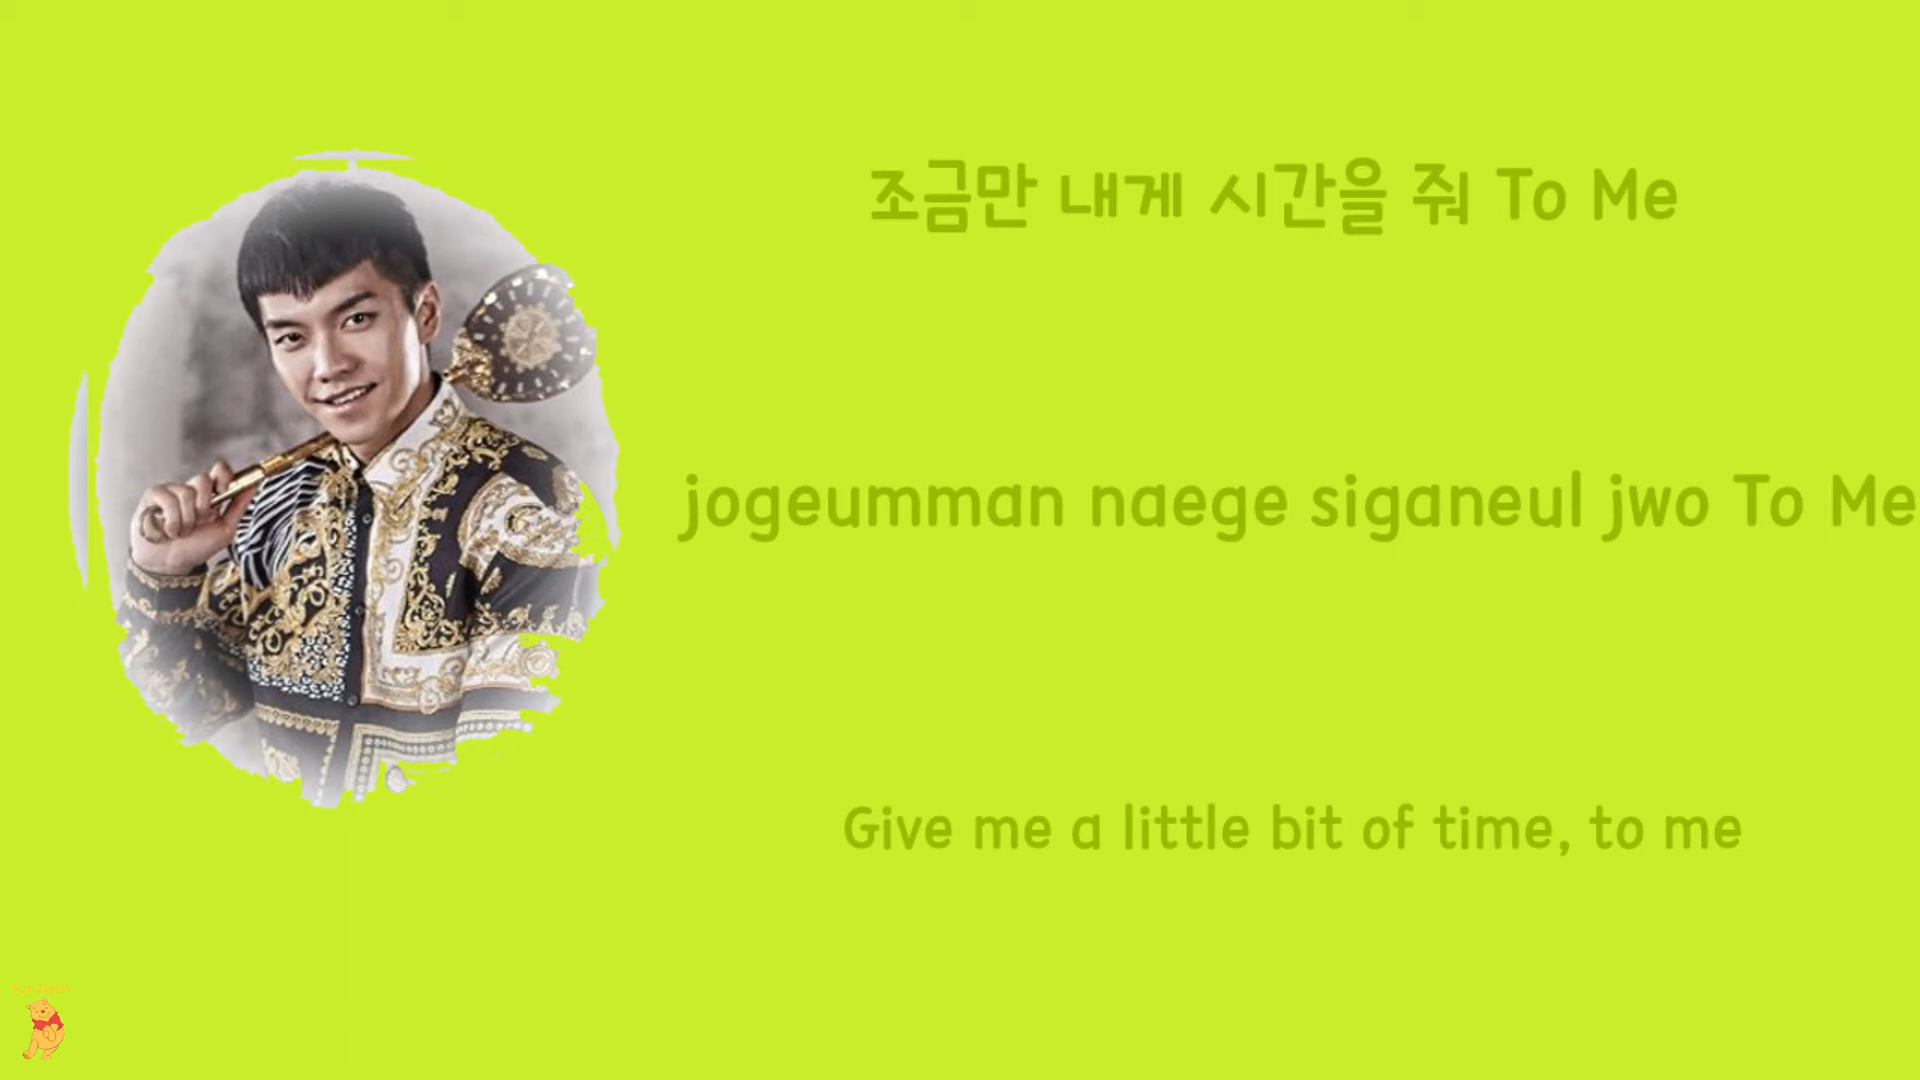 조금만 내게 시간을 줘 To Me
jogeumman naege siganeul jwo To Me
Give me a little bit of time, to me